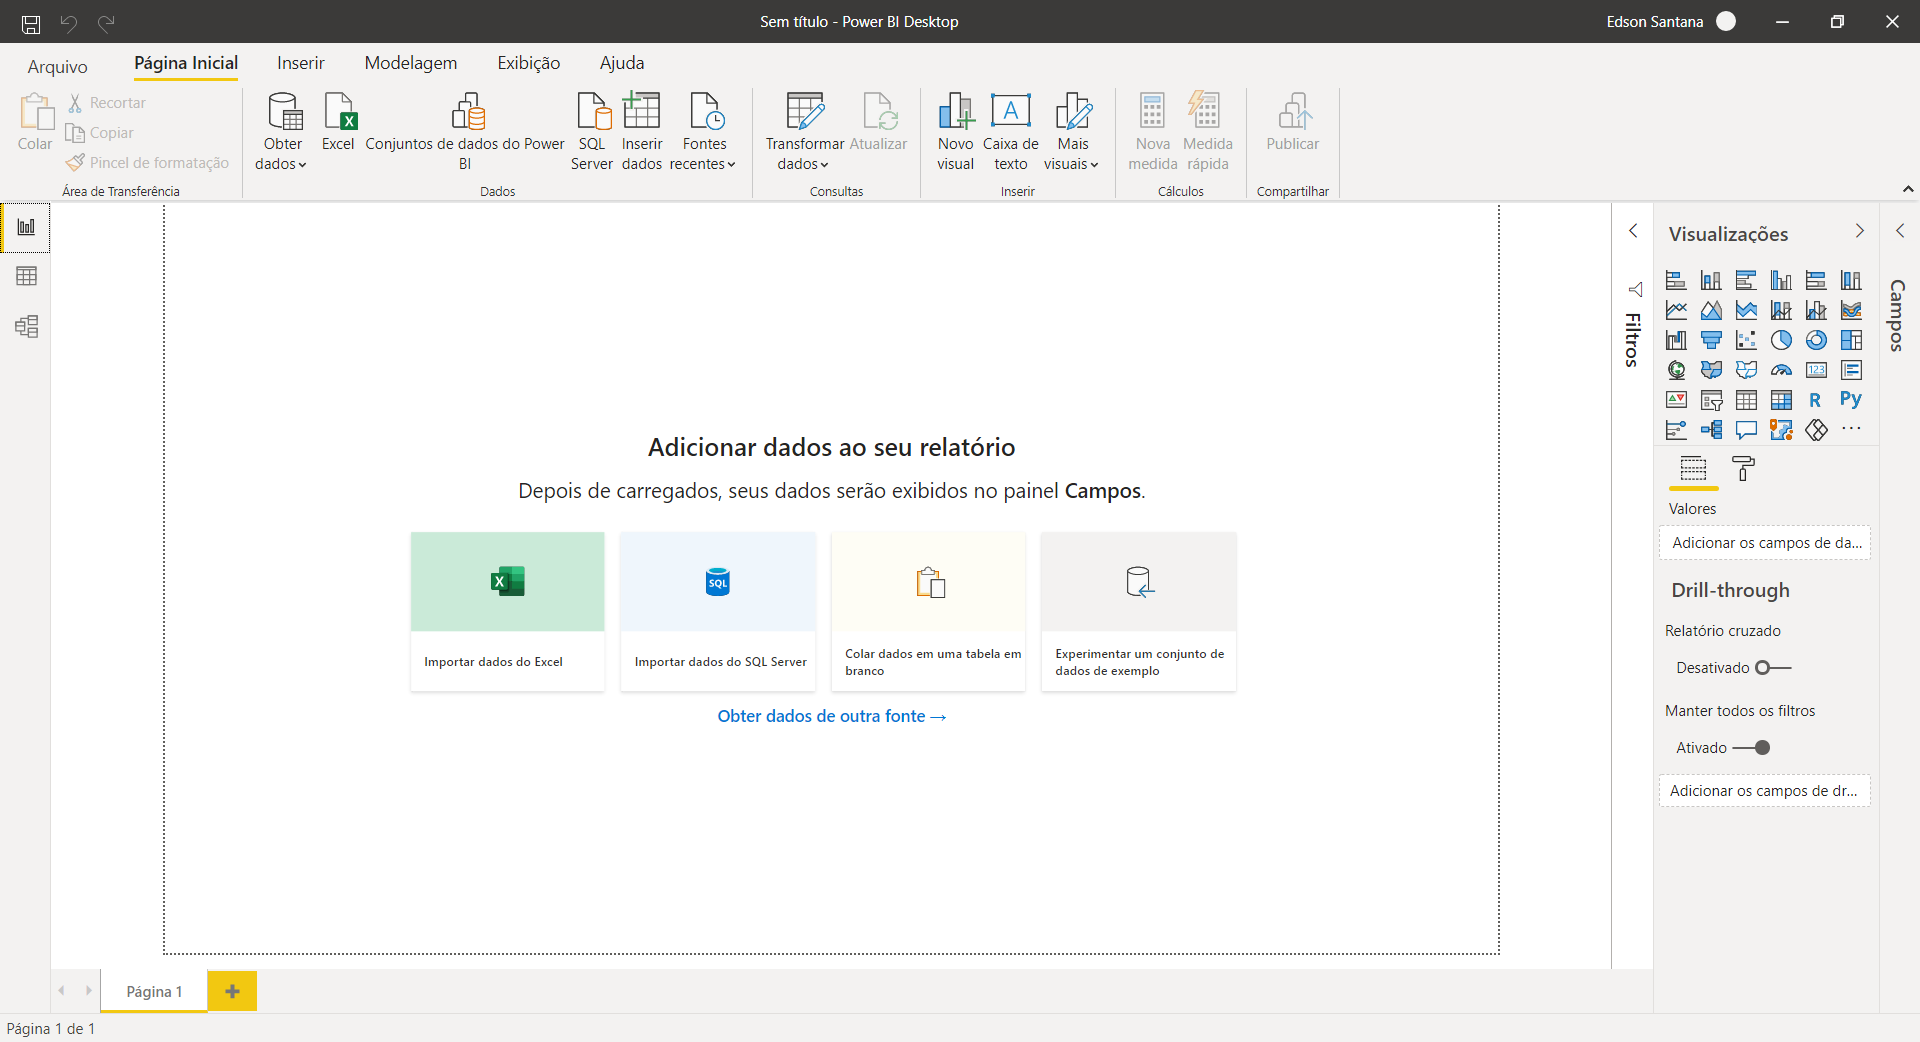 Sem título - Power BI Desktop
Edson Santana
Arquivo
Página Inicial
Inserir
Modelagem
Exibição
Ajuda
Colar
Recortar
Copiar
Pincel de formatação
Área de Transferência
Obter
dados
Excel
Conjuntos de dados do Power
BI
SQL
Server
Inserir
dados
Fontes
recentes
Dados
Transformar
dados
Atualizar
Consultas
Novo
visual
Caixa de
texto
Mais
visuais
Inserir
Nova
medida
Medida
rápida
Cálculos
Publicar
Compartilhar
Adicionar dados ao seu relatório
Depois de carregados, seus dados serão exibidos no painel Campos.
SQL
Importar dados do Excel
Importar dados do SQL Server
Colar dados em uma tabela em
branco
Experimentar um conjunto de
dados de exemplo
Obter dados de outra fonte →
Filtros
Visualizações
123
R
Py
Valores
Adicionar os campos de da...
Drill-through
Relatório cruzado
Desativado
Manter todos os filtros
Ativado
Adicionar os campos de dr...
Campos
Página 1
Página 1 de 1